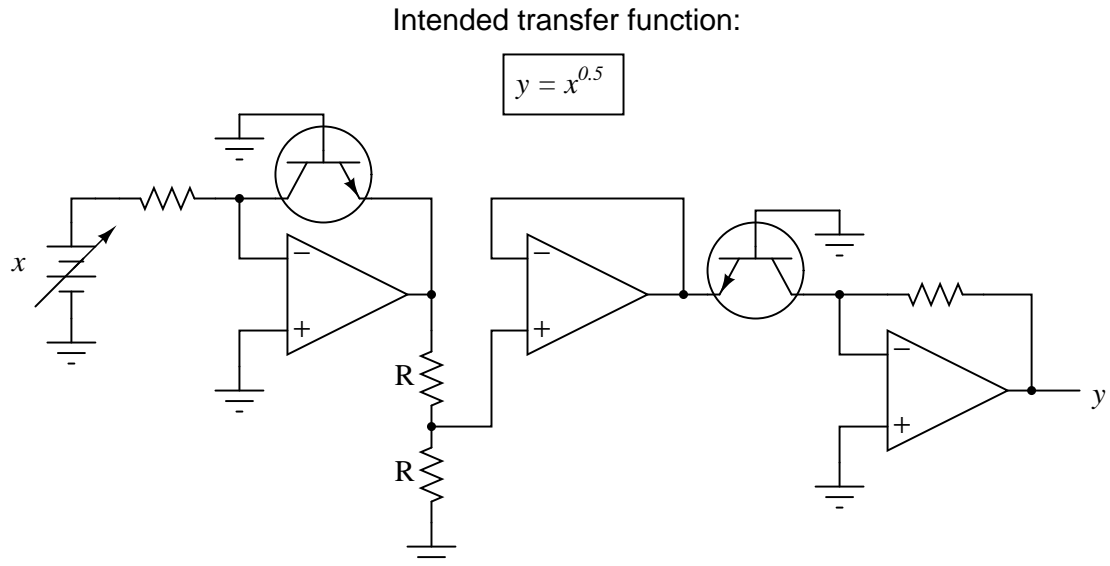 Intended transfer function:
y = x^0.5
x
−
+
R
R
−
+
−
+
y